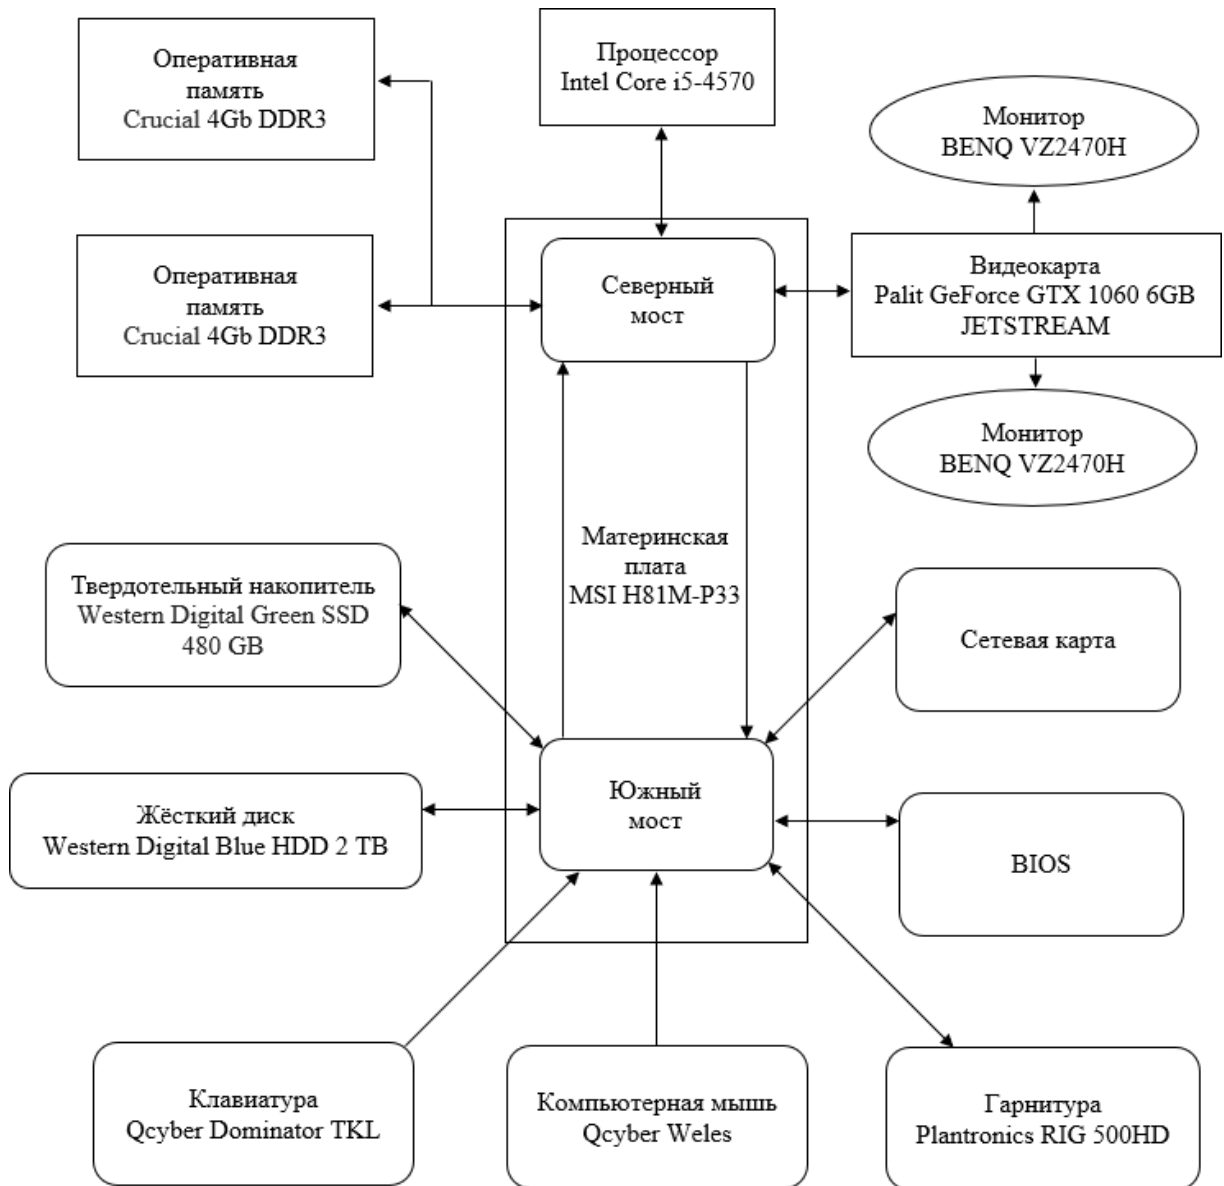 Оперативная
память
Crucial 4Gb DDR3
Процессор
Intel Core i5-4570
Монитор
BENQ VZ2470H
Оперативная
память
Crucial 4Gb DDR3
Северный
мост
Видеокарта
Palit GeForce GTX 1060 6GB
JETSTREAM
Монитор
BENQ VZ2470H
Материнская
плата
MSI H81M-P33
Твердотельный накопитель
Western Digital Green SSD
480 GB
Сетевая карта
Жёсткий диск
Western Digital Blue HDD 2 TB
Южный
мост
BIOS
Клавиатура
Qcyber Dominator TKL
Компьютерная мышь
Qcyber Weles
Гарнитура
Plantronics RIG 500HD